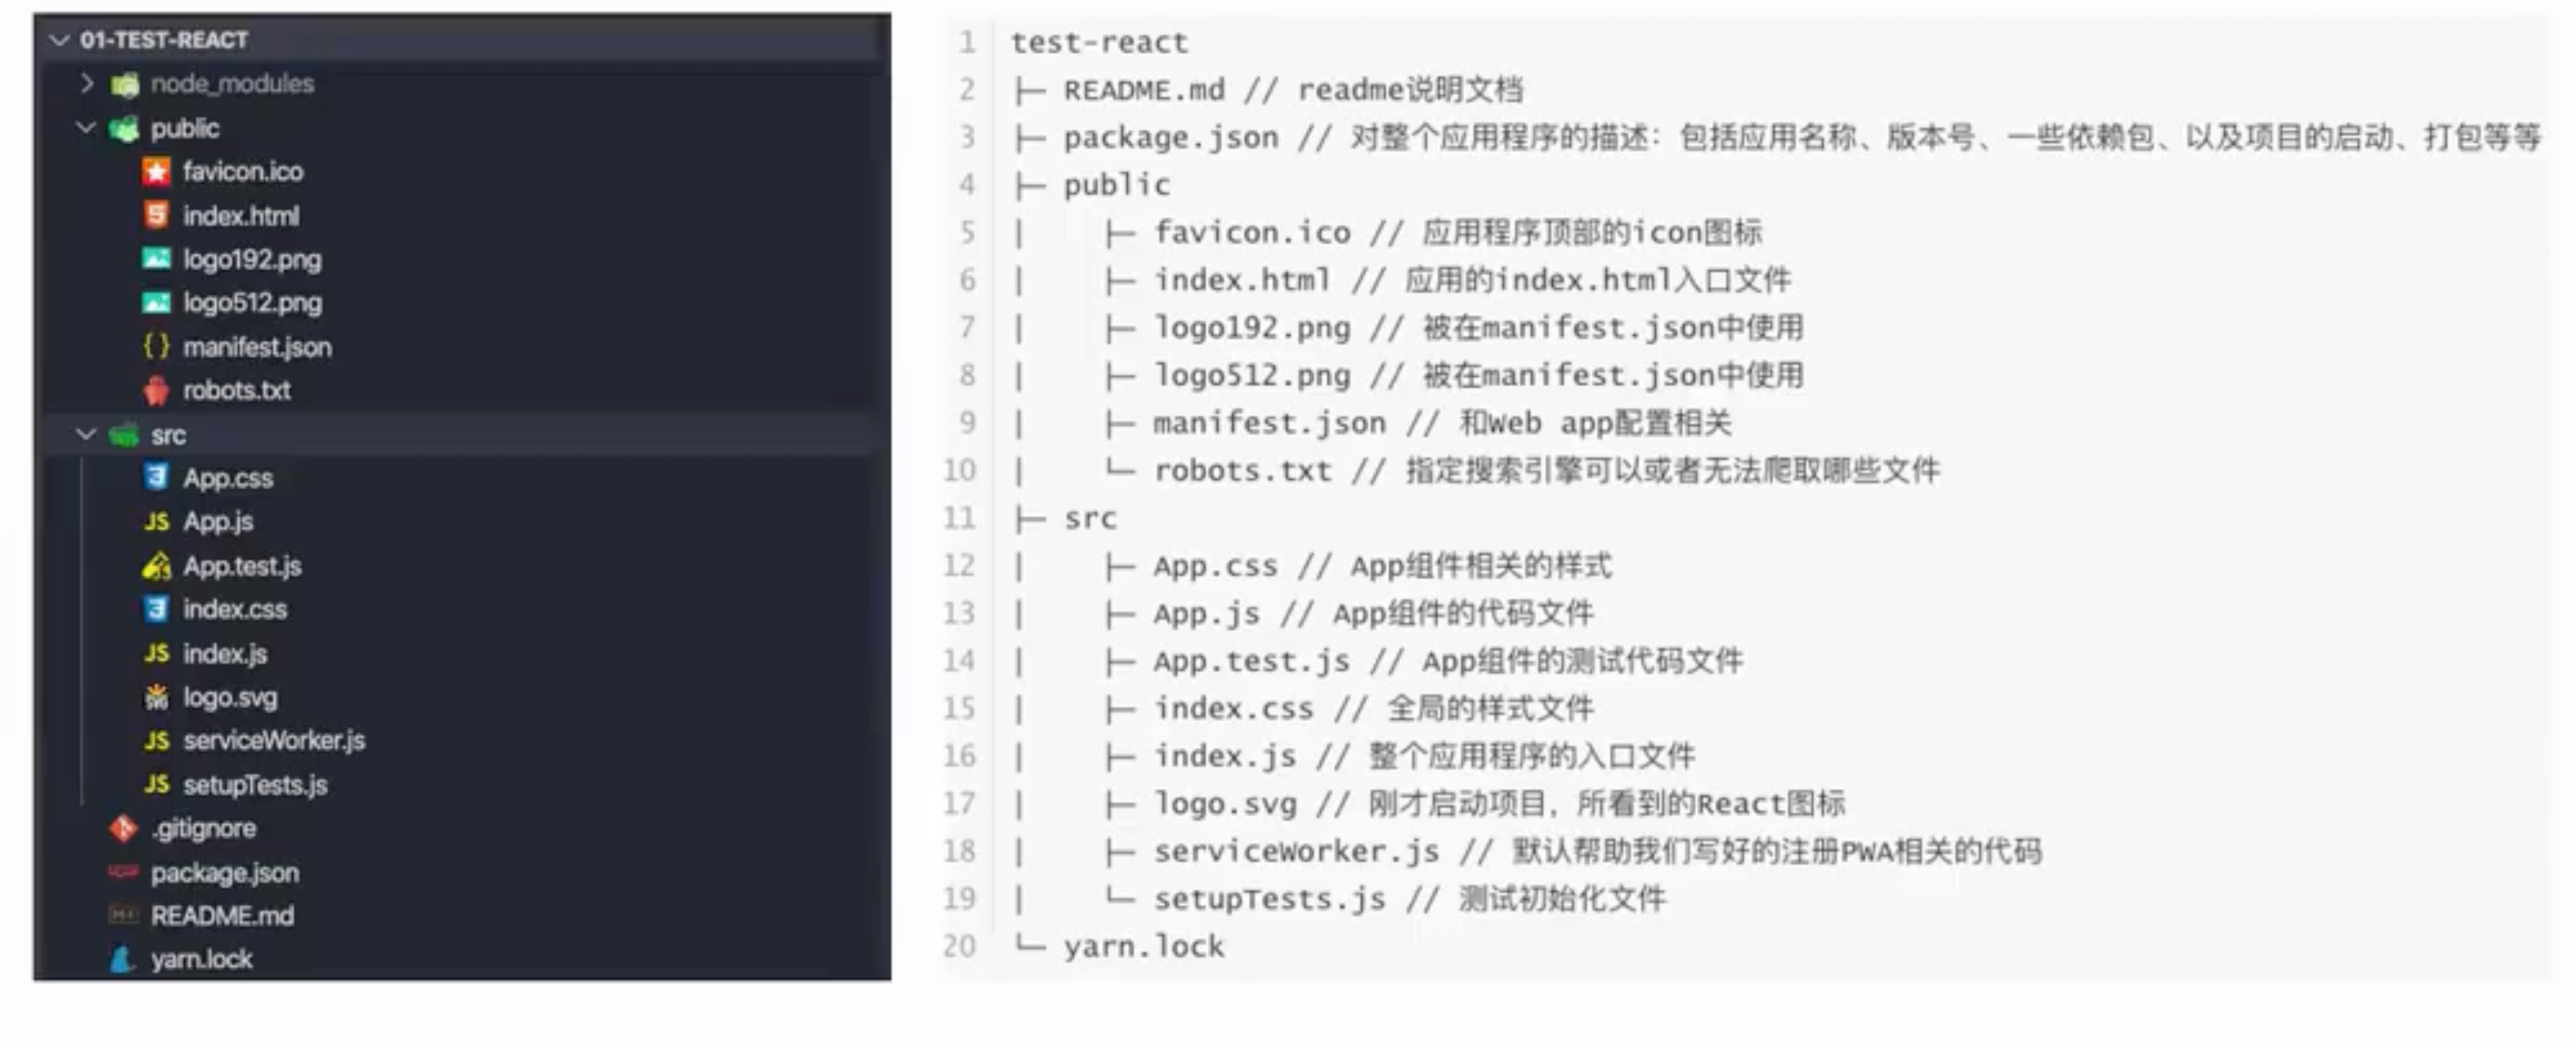 01-TEST-REACT
node_modules
public
favicon.ico
index.html
logo192.png
logo512.png
manifest.json
robots.txt
src
App.css
App.js
App.test.js
index.css
index.js
logo.svg
serviceWorker.js
setupTests.js
.gitignore
package.json
README.md
yarn.lock
1 test-react
2 ├─ README.md // readme说明文档
3 ├─ package.json // 对整个应用程序的描述：包括应用名称、版本号、一些依赖包、以及项目的启动、打包等等
4 ├─ public
5 |    ├─ favicon.ico // 应用程序顶部的icon图标
6 |    ├─ index.html // 应用的index.html入口文件
7 |    ├─ logo192.png // 被在manifest.json中使用
8 |    ├─ logo512.png // 被在manifest.json中使用
9 |    ├─ manifest.json // 和Web app配置相关
10 |    └─ robots.txt // 指定搜索引擎可以或者无法爬取哪些文件
11 ├─ src
12 |    ├─ App.css // App组件相关的样式
13 |    ├─ App.js // App组件的代码文件
14 |    ├─ App.test.js // App组件的测试代码文件
15 |    ├─ index.css // 全局的样式文件
16 |    ├─ index.js // 整个应用程序的入口文件
17 |    ├─ logo.svg // 刚才启动项目，所看到的React图标
18 |    ├─ serviceWorker.js // 默认帮助我们写好的注册PWA相关的代码
19 |    └─ setupTests.js // 测试初始化文件
20 └─ yarn.lock